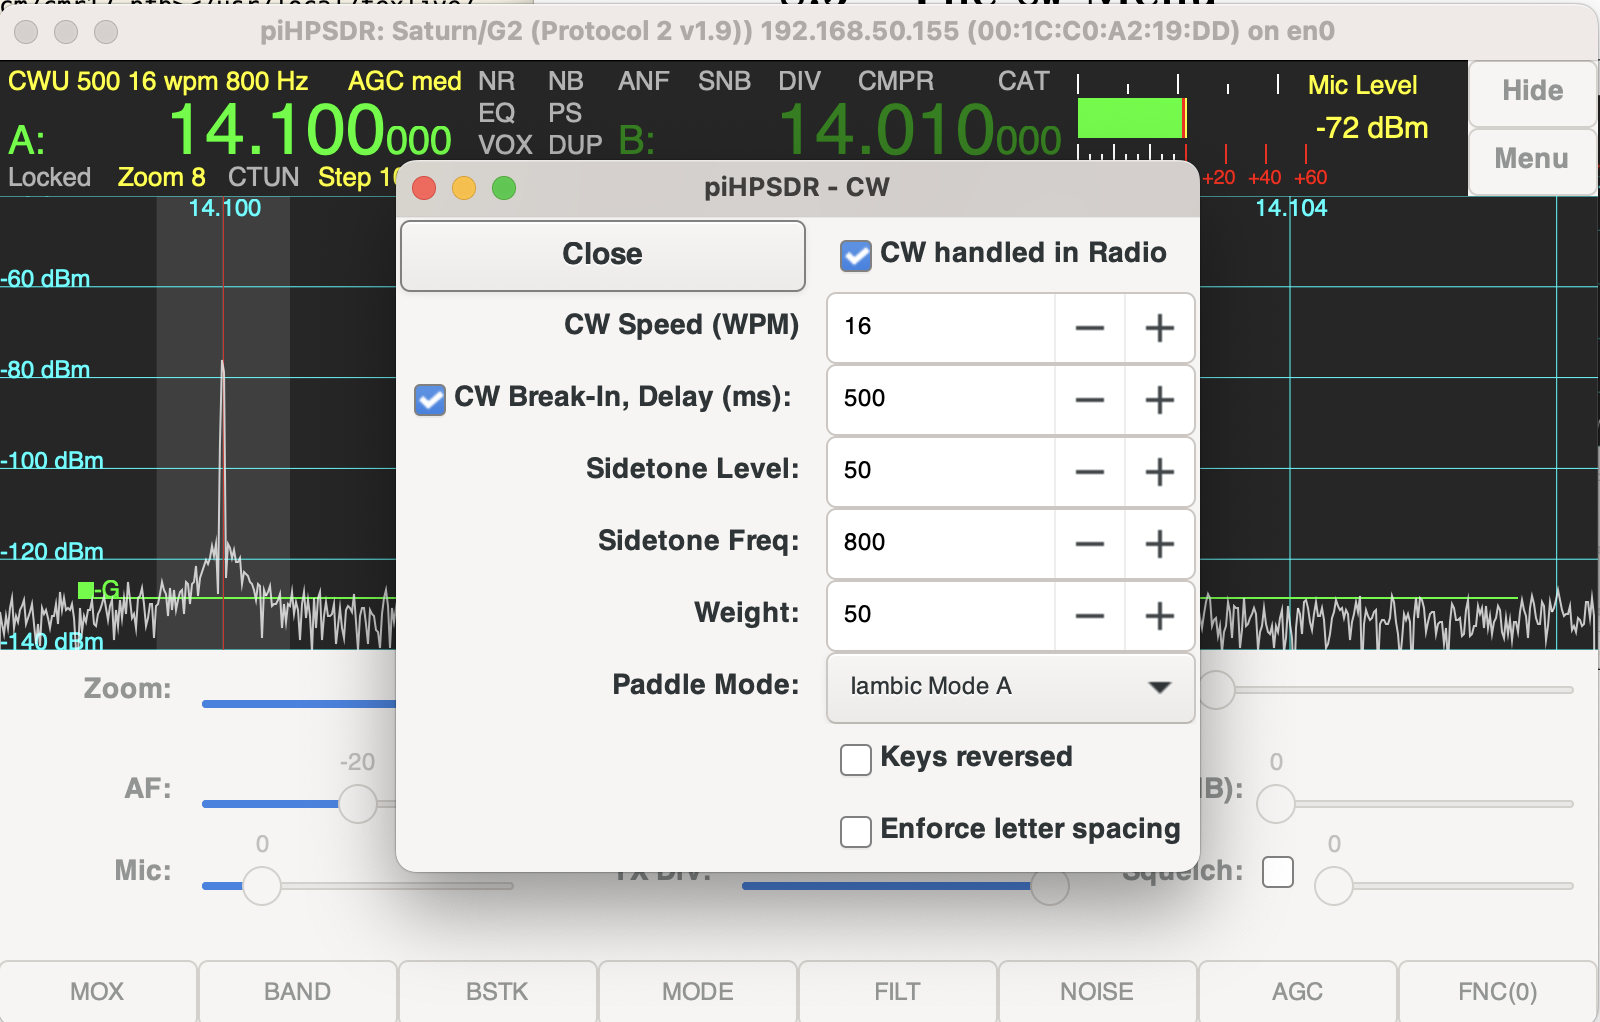 piHPSDR: Saturn/G2 (Protocol 2 v1.9)) 192.168.50.155 (00:1C:C0:A2:19:DD) on en0
CWU 500 16 wpm 800 Hz AGC med NR NB ANF SNB DIV CMPR CAT Mic Level Hide
A: 14.100000 EQ PS B: 14.010000 -72 dBm
VOX DUP
Locked Zoom 8 CTUN Step +20 +40 +60 Menu
14.100 14.104
-60 dBm
-80 dBm
-100 dBm
-120 dBm
-G
-140 dBm
piHPSDR - CW
Close CW handled in Radio
CW Speed (WPM) 16 — +
CW Break-In, Delay (ms): 500 — +
Sidetone Level: 50 — +
Sidetone Freq: 800 — +
Weight: 50 — +
Paddle Mode: Iambic Mode A
Keys reversed
Enforce letter spacing
Zoom:
-20 0
AF:
0 0
Mic: TX Drv: Squelch:
MOX BAND BSTK MODE FILT NOISE AGC FNC(0)